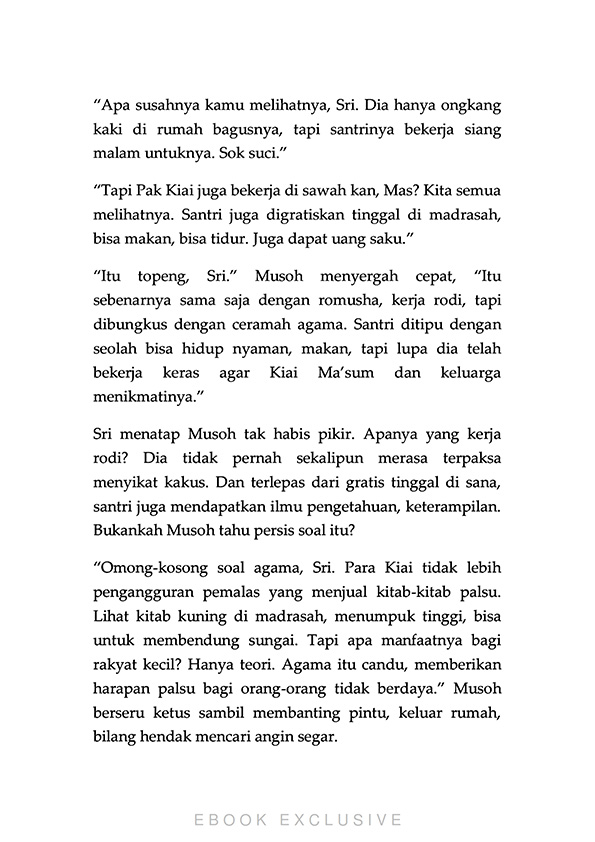 “Apa susahnya kamu melihatnya, Sri. Dia hanya ongkang
kaki di rumah bagusnya, tapi santrinya bekerja siang
malam untuknya. Sok suci.”
“Tapi Pak Kiai juga bekerja di sawah kan, Mas? Kita semua
melihatnya. Santri juga digratiskan tinggal di madrasah,
bisa makan, bisa tidur. Juga dapat uang saku.”
“Itu topeng, Sri.” Musoh menyergah cepat, “Itu
sebenarnya sama saja dengan romusha, kerja rodi, tapi
dibungkus dengan ceramah agama. Santri ditipu dengan
seolah bisa hidup nyaman, makan, tapi lupa dia telah
bekerja keras agar Kiai Ma’sum dan keluarga
menikmatinya.”
Sri menatap Musoh tak habis pikir. Apanya yang kerja
rodi? Dia tidak pernah sekalipun merasa terpaksa
menyikat kakus. Dan terlepas dari gratis tinggal di sana,
santri juga mendapatkan ilmu pengetahuan, keterampilan.
Bukankah Musoh tahu persis soal itu?
“Omong-kosong soal agama, Sri. Para Kiai tidak lebih
pengangguran pemalas yang menjual kitab-kitab palsu.
Lihat kitab kuning di madrasah, menumpuk tinggi, bisa
untuk membendung sungai. Tapi apa manfaatnya bagi
rakyat kecil? Hanya teori. Agama itu candu, memberikan
harapan palsu bagi orang-orang tidak berdaya.” Musoh
berseru ketus sambil membanting pintu, keluar rumah,
bilang hendak mencari angin segar.
EBOOK EXCLUSIVE